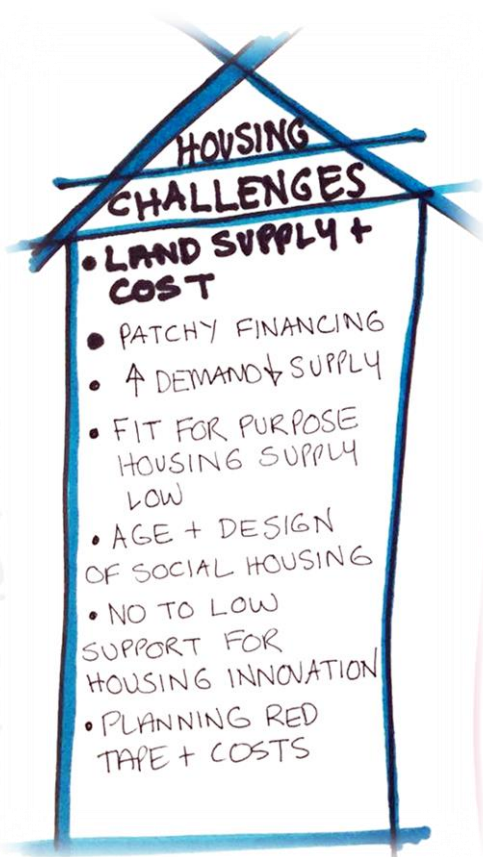 HOUSING
CHALLENGES
• LAND SUPPLY +
COST
• PATCHY FINANCING
• ↑ DEMAND ↓ SUPPLY
• FIT FOR PURPOSE
HOUSING SUPPLY
LOW
• AGE + DESIGN
OF SOCIAL HOUSING
• NO TO LOW
SUPPORT FOR
HOUSING INNOVATION
• PLANNING RED
TAPE + COSTS